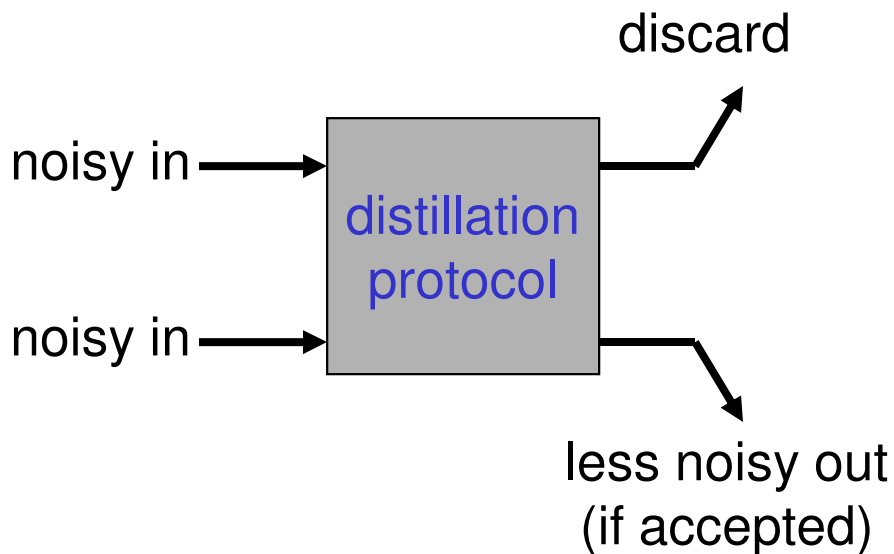 discard
noisy in
distillation
protocol
noisy in
less noisy out
(if accepted)